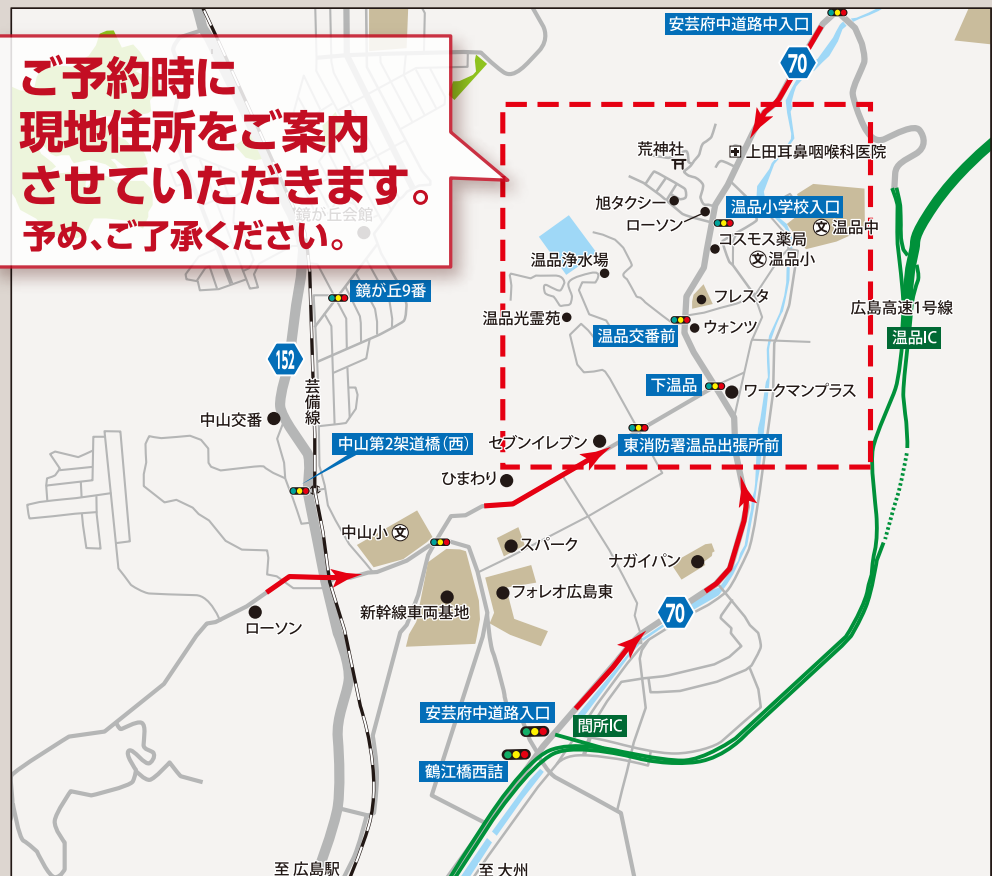 安芸府中道路中入口
70
ご予約時に
現地住所をご案内
させていただきます。
予め、ご了承ください。
鏡が丘会館
荒神社
上田耳鼻咽喉科医院
旭タクシー
温品小学校入口
ローソン
温品中
コスモス薬局
温品小
温品浄水場
鏡が丘9番
フレスタ
広島高速1号線
温品光霊苑
温品交番前
ウォンツ
温品IC
152
芸備線
下温品
ワークマンプラス
中山交番
中山第2架道橋(西)
セブンイレブン
東消防署温品出張所前
ひまわり
中山小
スパーク
ナガイパン
フォレオ広島東
新幹線車両基地
70
ローソン
安芸府中道路入口
間所IC
鶴江橋西詰
至 広島駅
至 大州
文
文
文